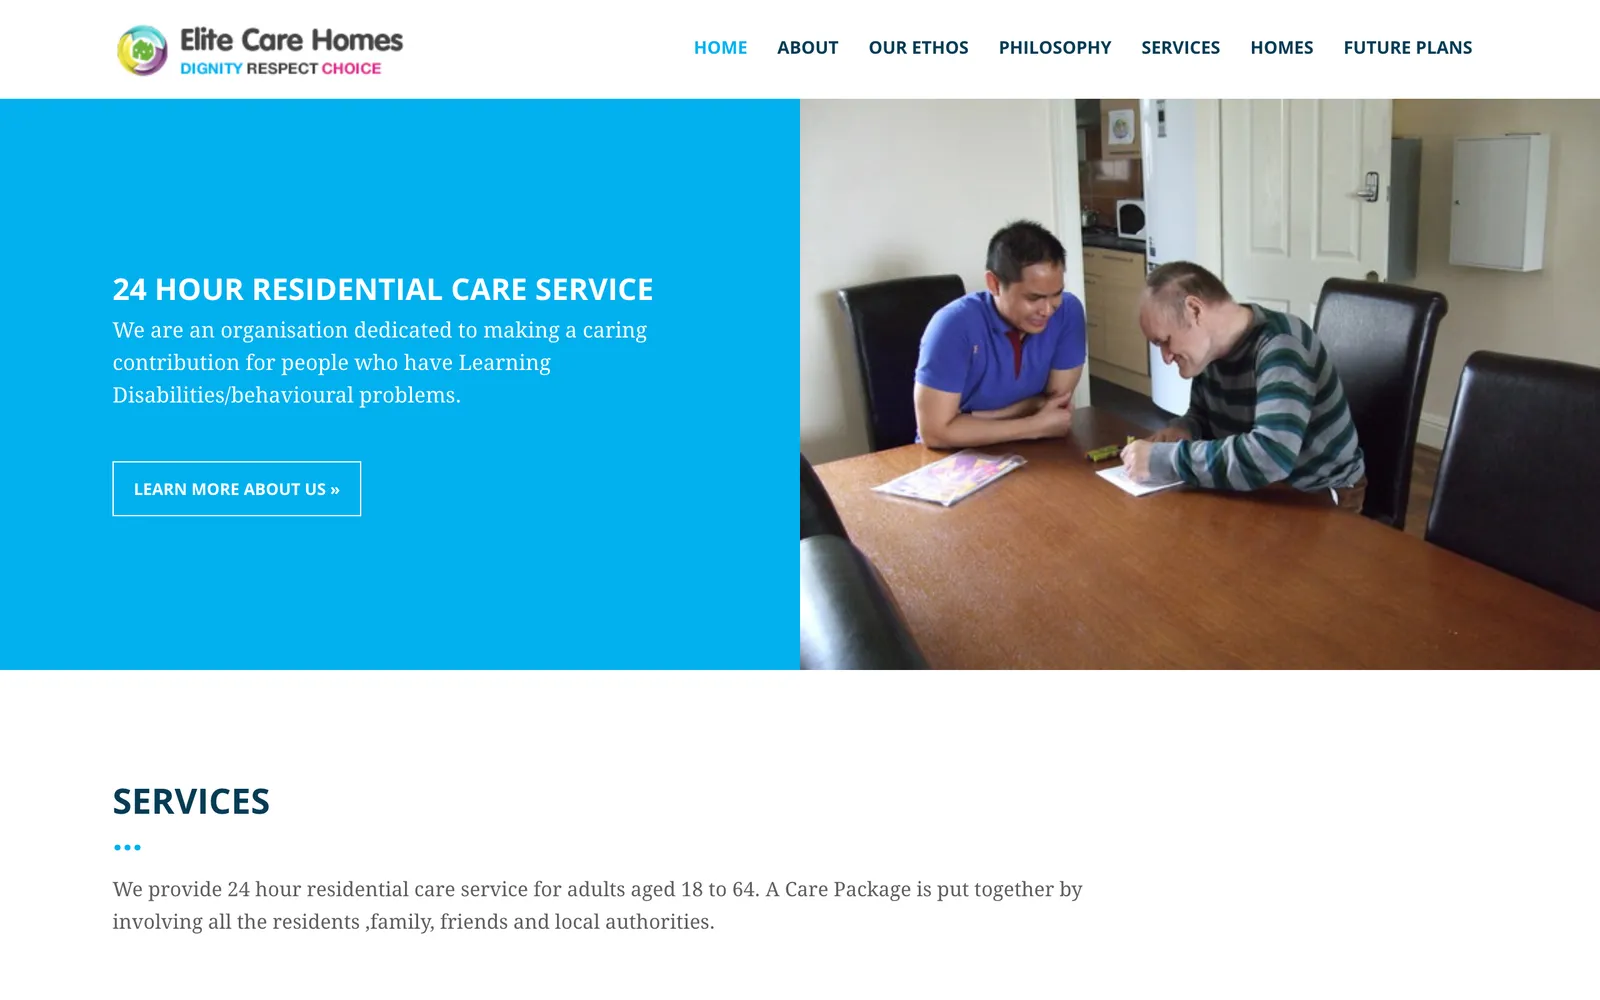 Elite Care Homes
DIGNITY RESPECT CHOICE
HOME ABOUT OUR ETHOS PHILOSOPHY SERVICES HOMES FUTURE PLANS
24 HOUR RESIDENTIAL CARE SERVICE
We are an organisation dedicated to making a caring
contribution for people who have Learning
Disabilities/behavioural problems.
LEARN MORE ABOUT US »
SERVICES
...
We provide 24 hour residential care service for adults aged 18 to 64. A Care Package is put together by
involving all the residents ,family, friends and local authorities.